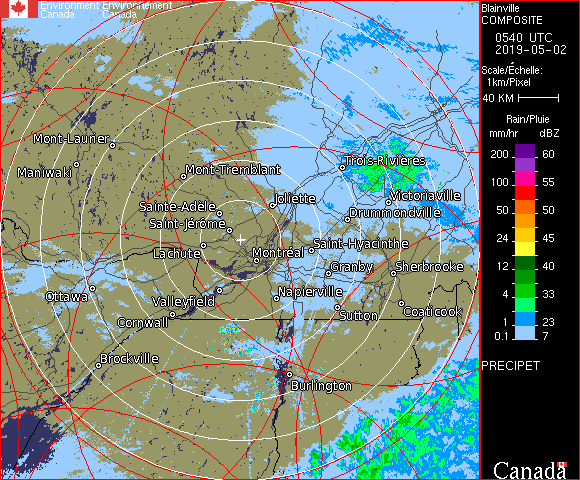 Environment Environnement
Canada Canada
Mont-Laurier
Maniwaki
Mont-Tremblant
Trois-Rivières
Sainte-Adèle
Joliette
Victoriaville
Saint-Jérôme
Drummondville
Lachute
Montréal
Saint-Hyacinthe
Granby
Sherbrooke
Ottawa
Valleyfield
Napierville
Cornwall
Sutton
Coaticook
Brockville
Burlington
Blainville
COMPOSITE
0540 UTC
2019-05-02
Scale/Échelle:
1km/Pixel
40 KM
Rain/Pluie
mm/hr dBZ
200 60
100 55
50 50
24 45
12 40
4 33
1 23
0.1 7
PRECIPET
Canada